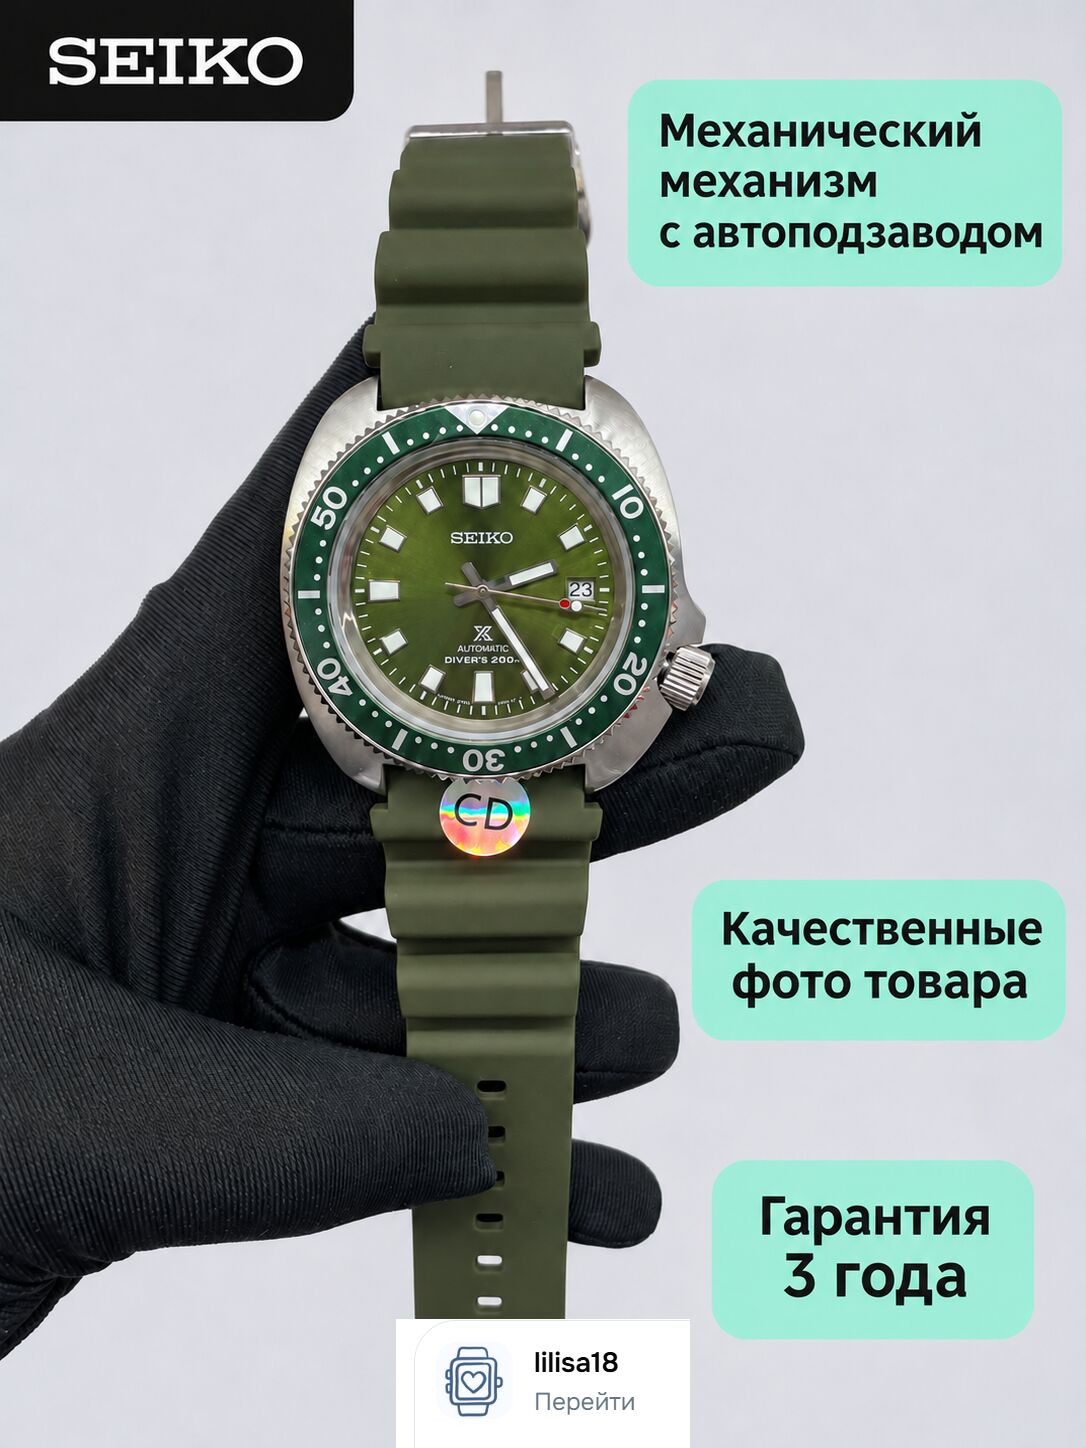 SEIKO
Механический
механизм
с автоподзаводом
50
10
SEIKO
23
AUTOMATIC
DIVER'S 200
40
20
30
CD
Качественные
фото товара
Гарантия
3 года
lilisa18
Перейти